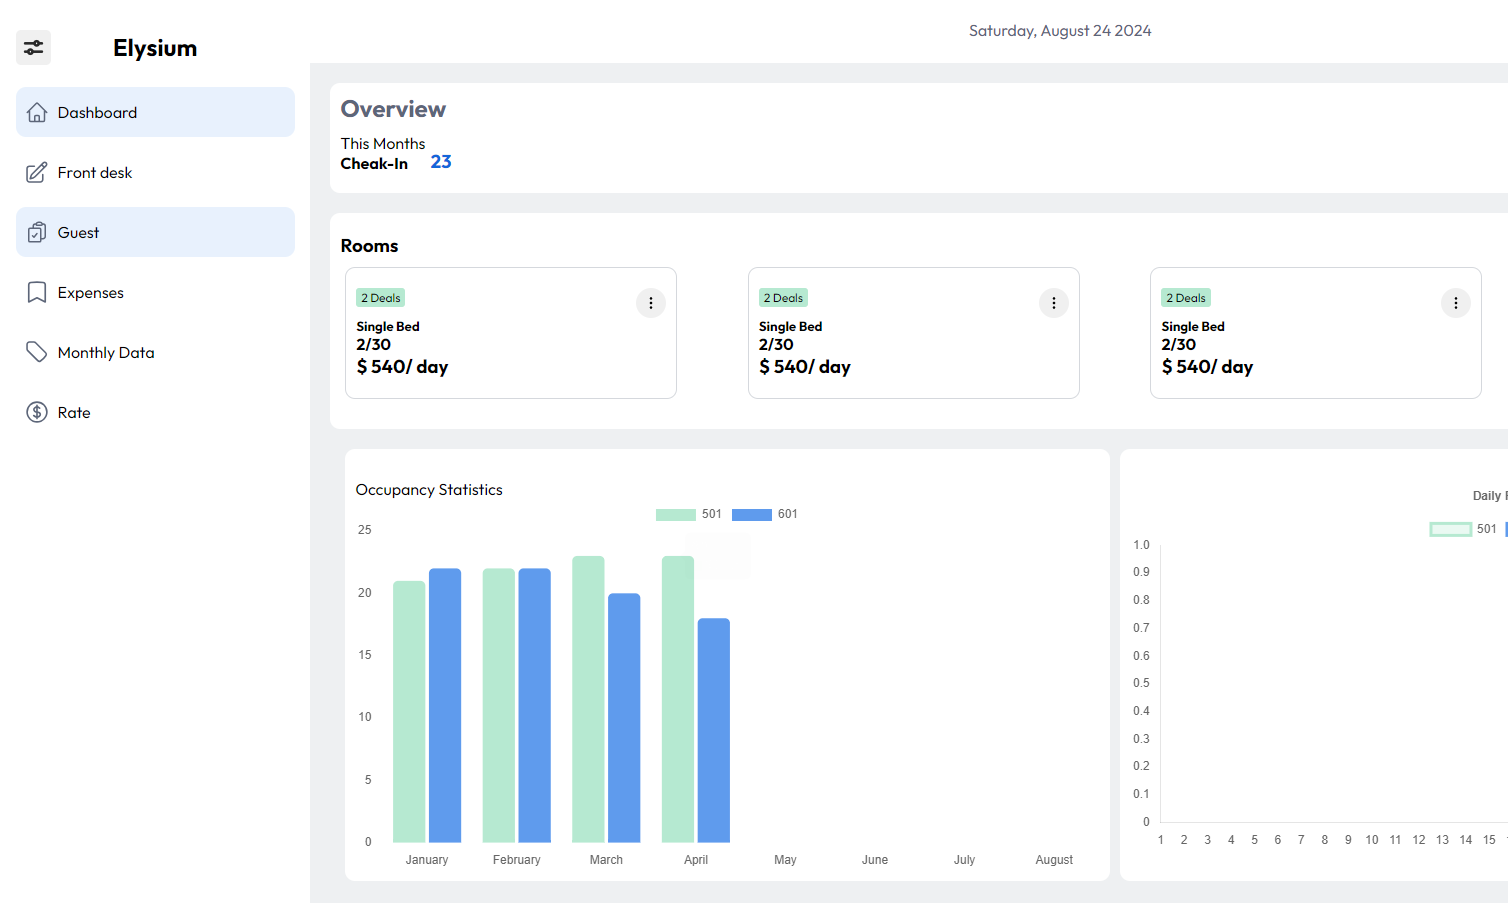 Elysium
Saturday, August 24 2024
Dashboard
Front desk
Guest
Expenses
Monthly Data
Rate
Overview
This Months
Cheak-In 23
Rooms
2 Deals
Single Bed
2/30
$ 540/ day
2 Deals
Single Bed
2/30
$ 540/ day
2 Deals
Single Bed
2/30
$ 540/ day
Occupancy Statistics
501 601
25
20
15
10
5
0
January February March April May June July August
Daily
501
1.0
0.9
0.8
0.7
0.6
0.5
0.4
0.3
0.2
0.1
0
1 2 3 4 5 6 7 8 9 10 11 12 13 14 15